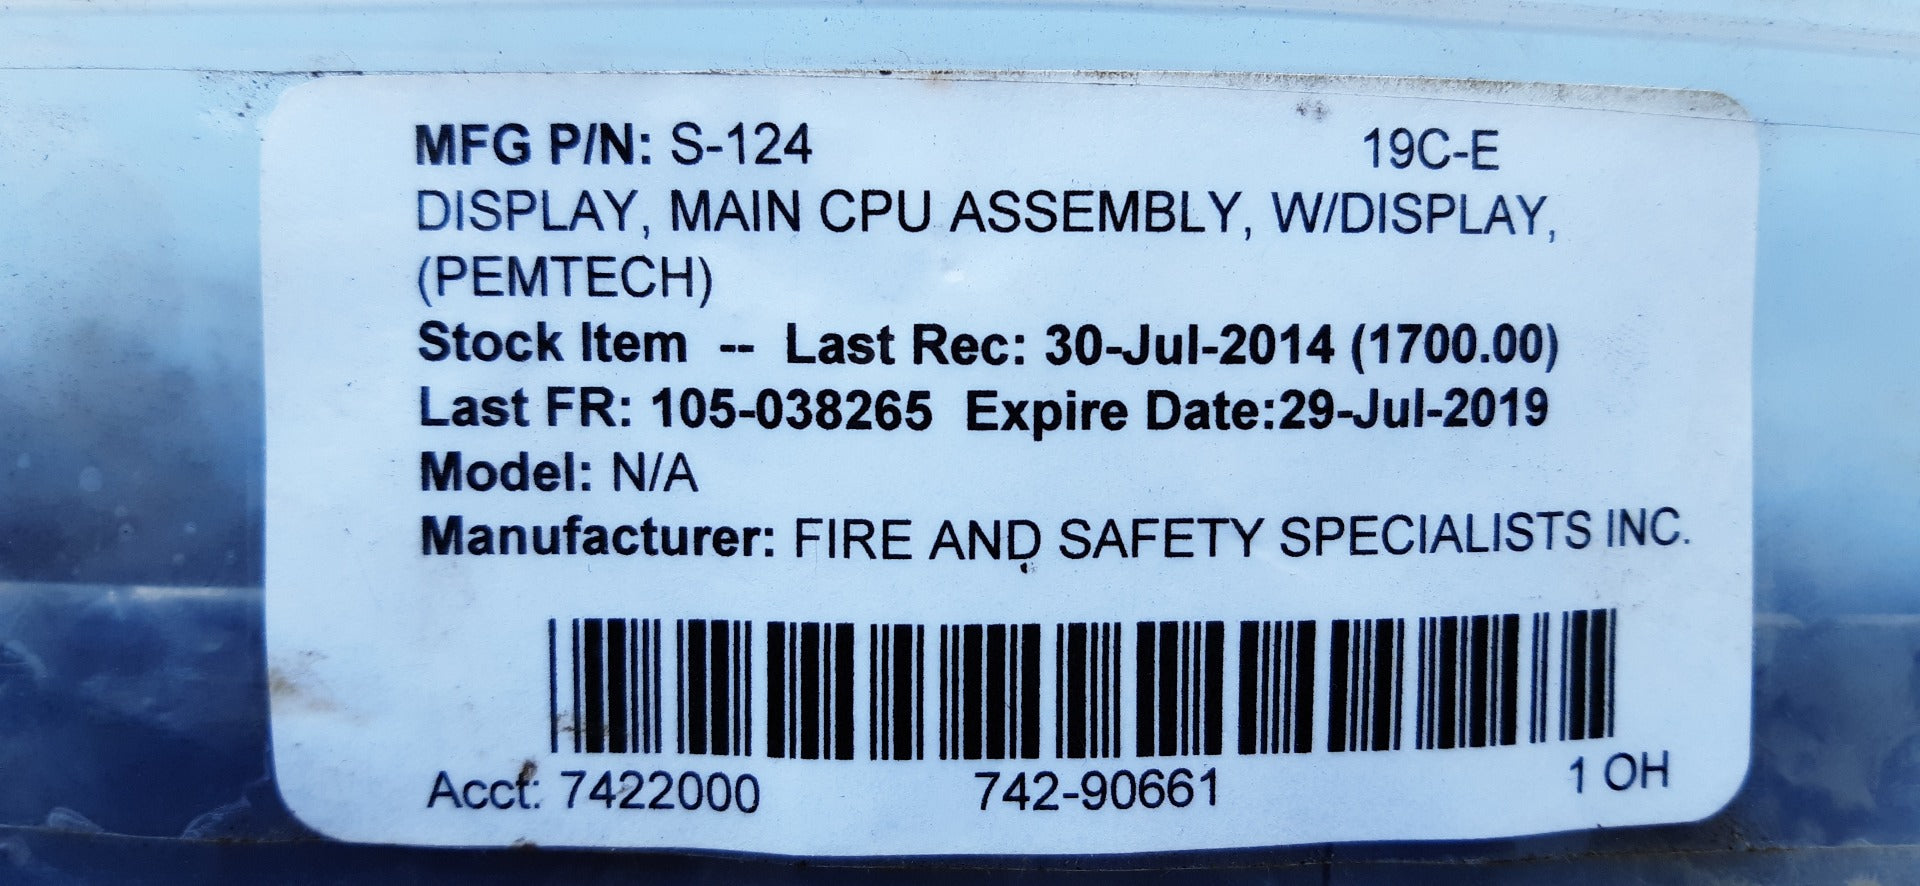 MFG P/N: S-124 19C-E
DISPLAY, MAIN CPU ASSEMBLY, W/DISPLAY,
(PEMTECH)
Stock Item -- Last Rec: 30-Jul-2014 (1700.00)
Last FR: 105-038265 Expire Date:29-Jul-2019
Model: N/A
Manufacturer: FIRE AND SAFETY SPECIALISTS INC.
Acct: 7422000 742-90661 1 OH